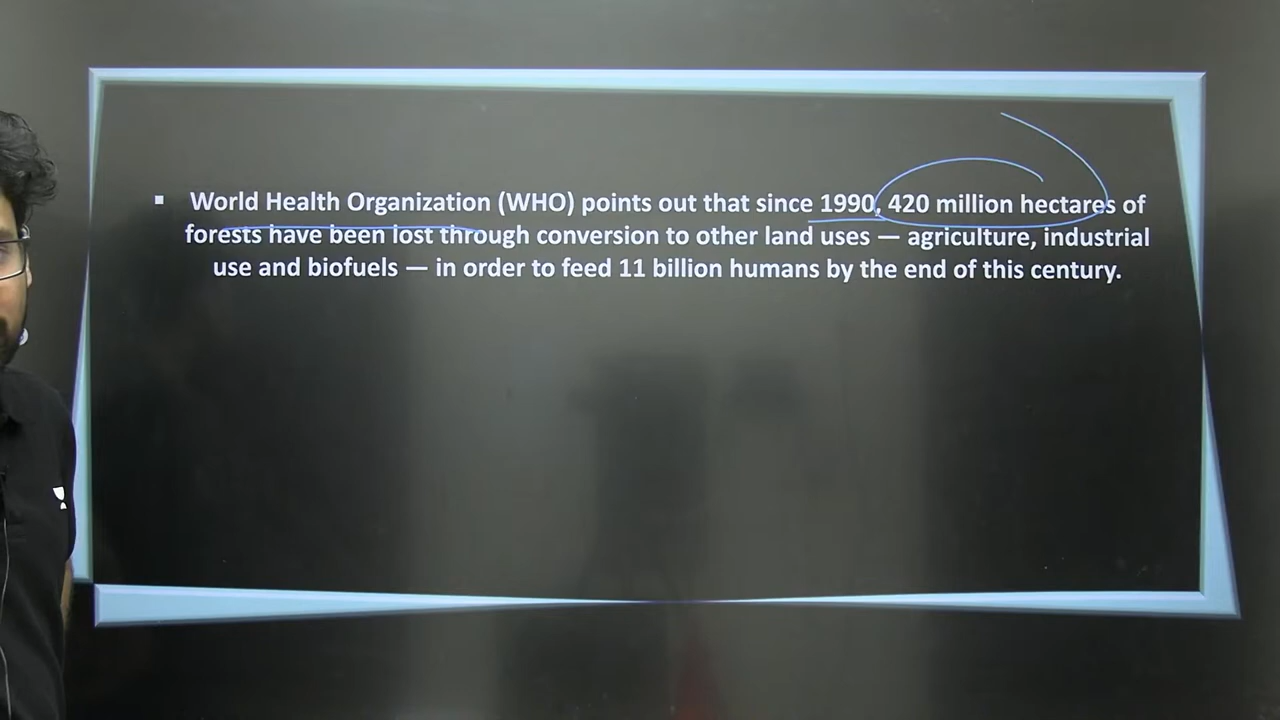 ▪ World Health Organization (WHO) points out that since 1990, 420 million hectares of
forests have been lost through conversion to other land uses — agriculture, industrial
use and biofuels — in order to feed 11 billion humans by the end of this century.